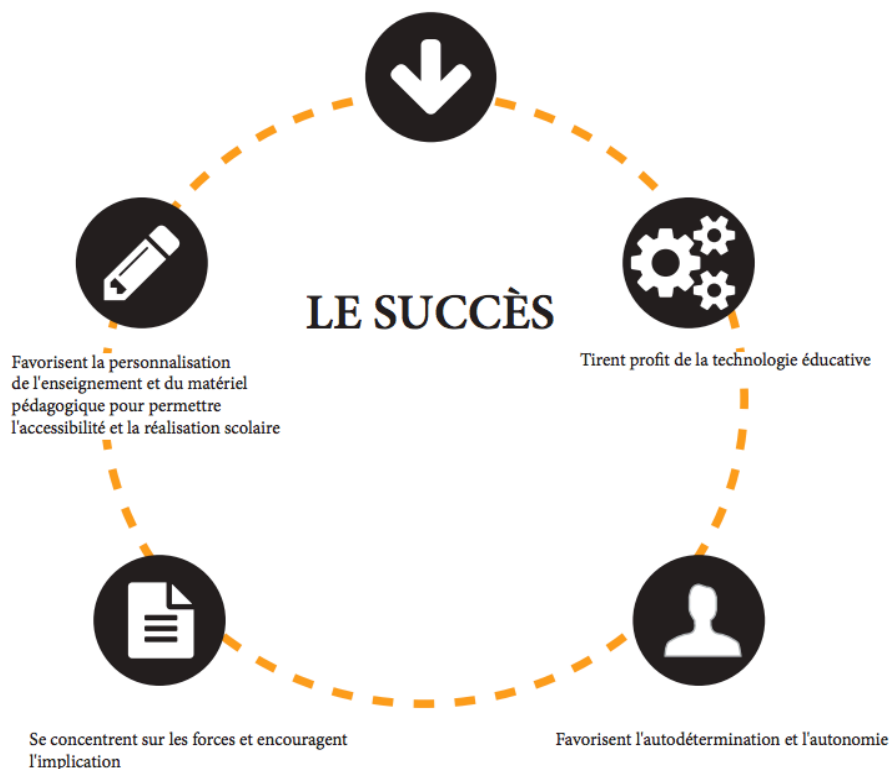 LE SUCCÈS
Favorisent la personnalisation
de l'enseignement et du matériel
pédagogique pour permettre
l'accessibilité et la réalisation scolaire
Tirent profit de la technologie éducative
Se concentrent sur les forces et encouragent
l'implication
Favorisent l'autodétermination et l'autonomie